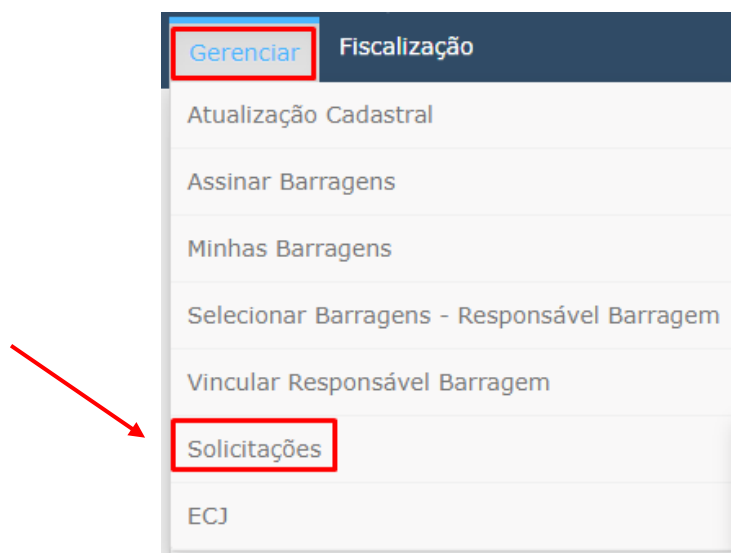 Gerenciar Fiscalização
Atualização Cadastral
Assinar Barragens
Minhas Barragens
Selecionar Barragens - Responsável Barragem
Vincular Responsável Barragem
Solicitações
ECJ